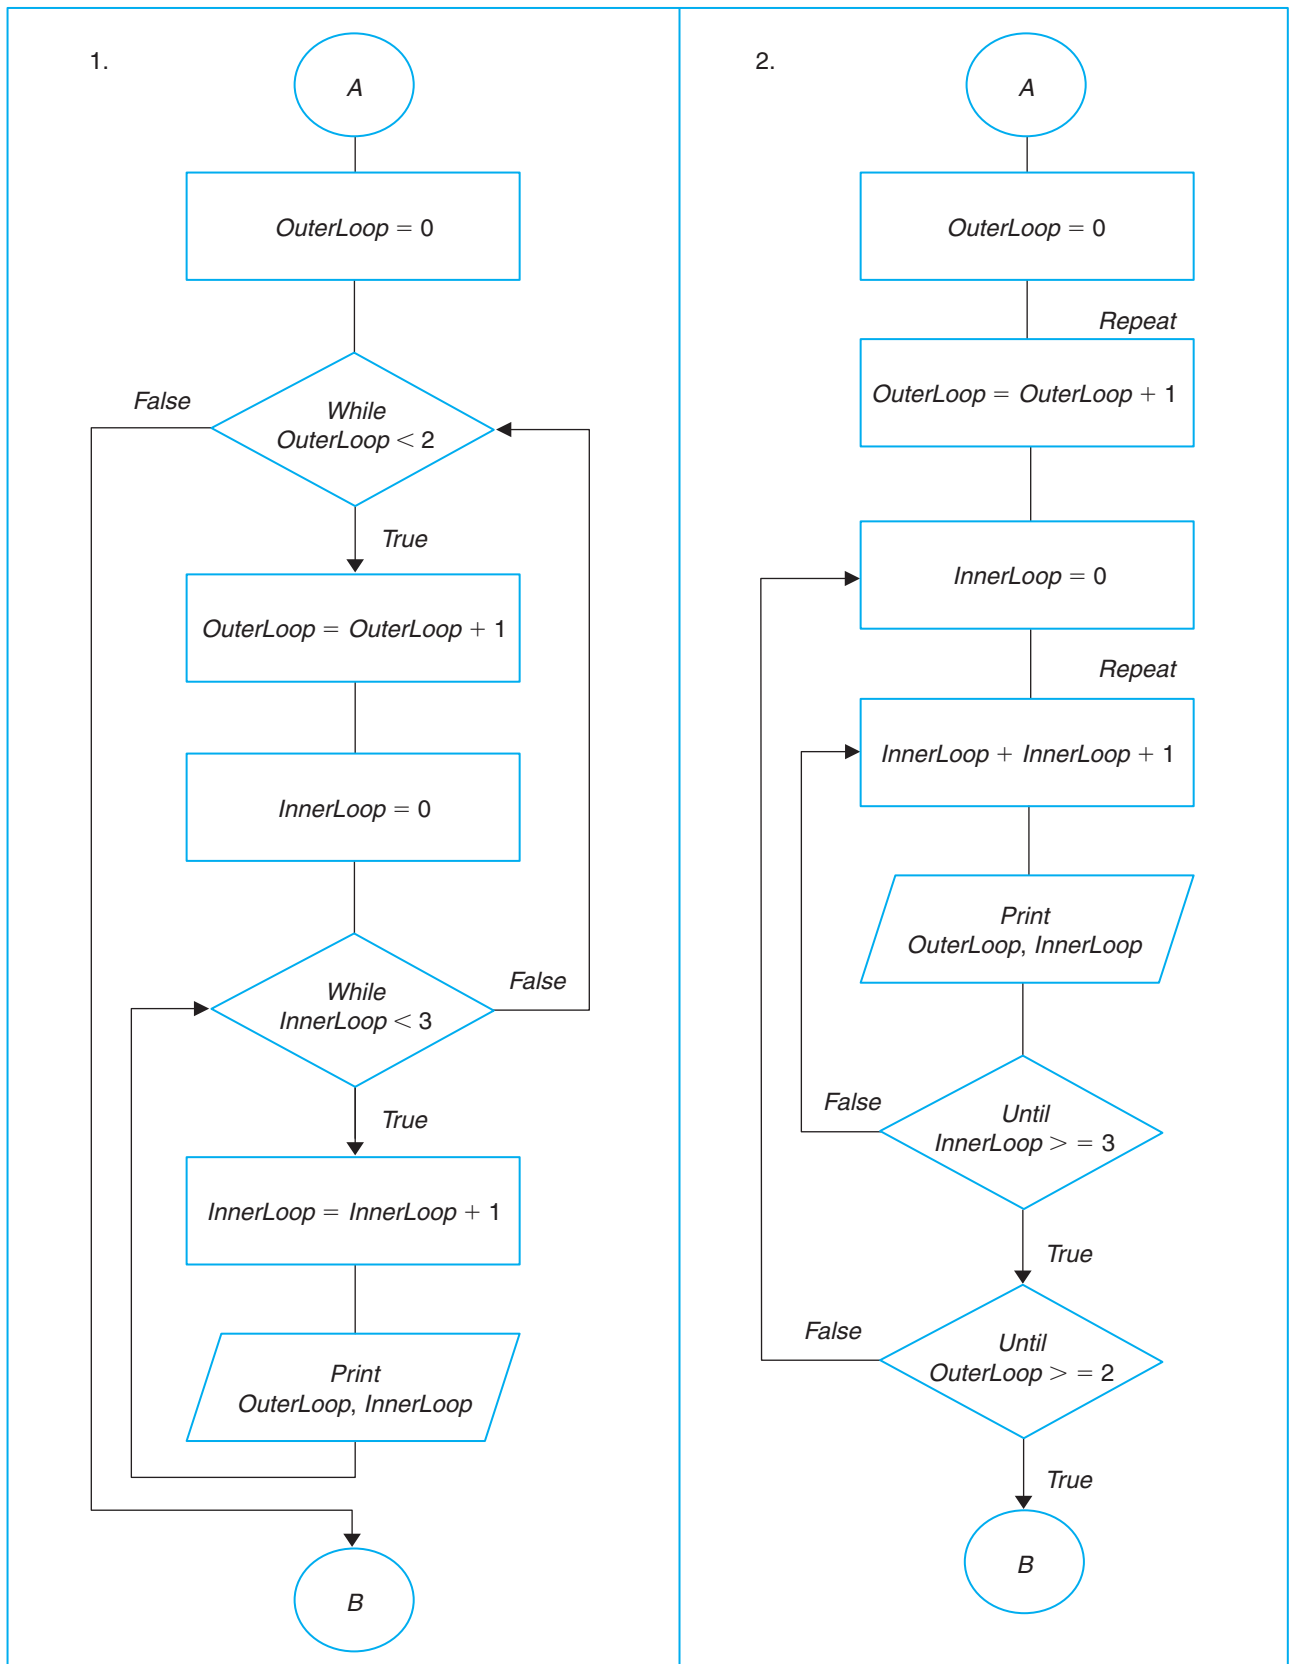 1.
A
OuterLoop = 0
False
While
OuterLoop < 2
True
OuterLoop = OuterLoop + 1
InnerLoop = 0
While
InnerLoop < 3
False
True
InnerLoop = InnerLoop + 1
Print
OuterLoop, InnerLoop
B
2.
A
OuterLoop = 0
Repeat
OuterLoop = OuterLoop + 1
InnerLoop = 0
Repeat
InnerLoop + InnerLoop + 1
Print
OuterLoop, InnerLoop
False
Until
InnerLoop > = 3
True
False
Until
OuterLoop > = 2
True
B